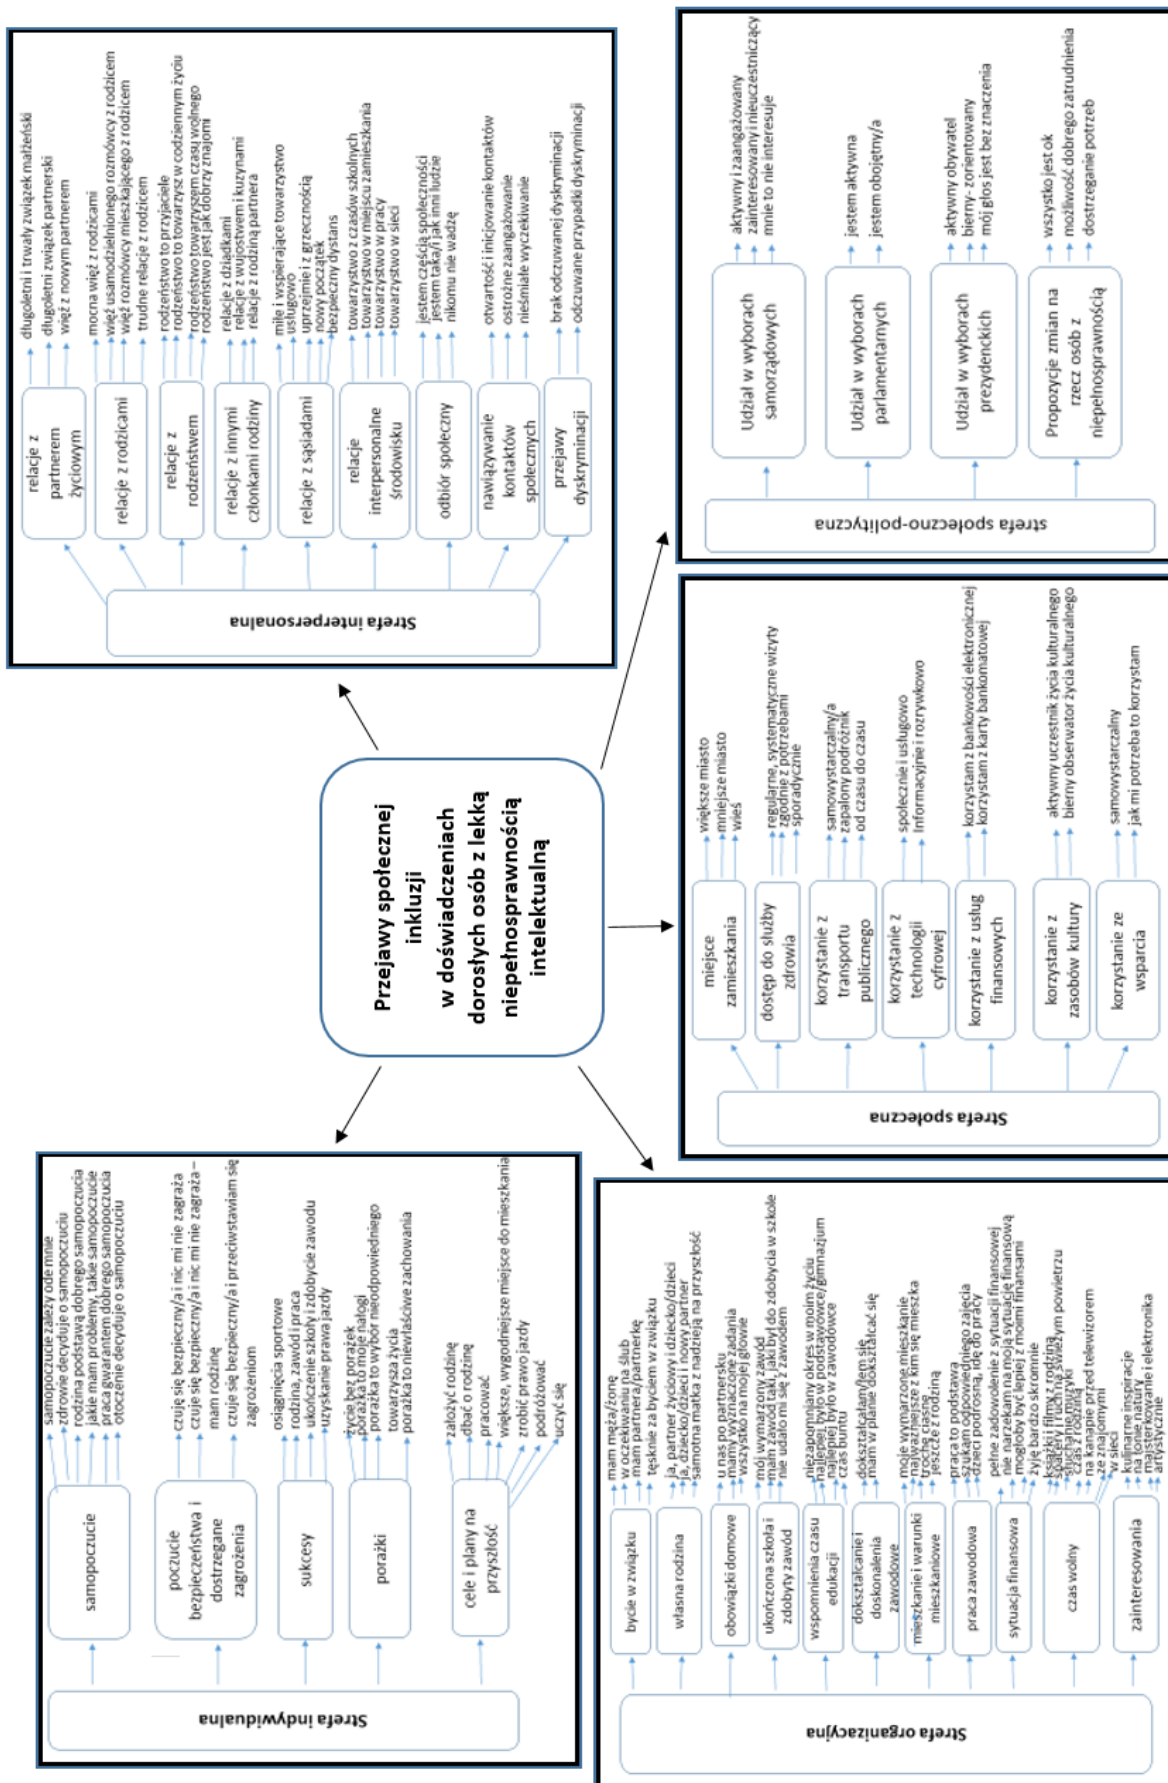 Przejawy społecznej
inkluzji
w doświadczeniach
dorosłych osób z lekką
niepełnosprawnością
intelektualną
Strefa indywidualna
samopoczucie
samopoczucie zależy ode mnie
zdrowie decyduje o samopoczuciu
rodzina podstawą dobrego samopoczucia
jakie mam problemy, takie samopoczucie
praca gwarantem dobrego samopoczucia
otoczenie decyduje o samopoczuciu
poczucie
bezpieczeństwa i
dostrzegane
zagrożenia
czuję się bezpieczny/a i nic mi nie zagraża
czuję się bezpieczny/a i nic mi nie zagraża –
mam rodzinę
czuję się bezpieczny/a i przeciwstawiam się
zagrożeniom
sukcesy
osiągnięcia sportowe
rodzina, zawód i praca
ukończenie szkoły i zdobycie zawodu
uzyskanie prawa jazdy
porażki
życie bez porażek
porażka to moje nałogi
porażka to wybór nieodpowiedniego
towarzysza życia
porażka to niewłaściwe zachowania
cele i plany na
przyszłość
założyć rodzinę
dbać o rodzinę
pracować
większe, wygodniejsze miejsce do mieszkania
zrobić prawo jazdy
podróżować
uczyć się
Strefa interpersonalna
relacje z
partnerem
życiowym
długoletni i trwały związek małżeński
długoletni związek partnerski
więź z nowym partnerem
relacje z rodzicami
mocna więź z rodzicami
więź usamodzielnionego rozmówcy z rodzicem
więź rozmówcy mieszkającego z rodzicem
trudne relacje z rodzicem
relacje z
rodzeństwem
rodzeństwo to przyjaciele
rodzeństwo to towarzysz w codziennym życiu
rodzeństwo towarzyszem czasu wolnego
rodzeństwo jest jak dobrzy znajomi
relacje z innymi
członkami rodziny
relacje z dziadkami
relacje z wujostwem i kuzynami
relacje z rodziną partnera
relacje z sąsiadami
miłe i wspierające towarzystwo
usługowo
uprzejmie i z grzecznością
nowy początek
bezpieczny dystans
relacje
interpersonalne
środowisku
towarzystwo z czasów szkolnych
towarzystwo w miejscu zamieszkania
towarzystwo w pracy
towarzystwo w sieci
odbiór społeczny
jestem częścią społeczności
jestem taka/i jak inni ludzie
nikomu nie wadzę
nawiązywanie
kontaktów
społecznych
otwartość i inicjowanie kontaktów
ostrożne zaangażowanie
nieśmiałe wyczekiwanie
przejawy
dyskryminacji
brak odczuwanej dyskryminacji
odczuwane przypadki dyskryminacji
Strefa organizacyjna
bycie w związku
mam męża/żonę
w oczekiwaniu na ślub
mam partnera/partnerkę
tęsknię za byciem w związku
własna rodzina
ja, partner życiowy i dziecko/dzieci
ja, dziecko/dzieci i nowy partner
samotna matka z nadzieją na przyszłość
obowiązki domowe
u nas po partnersku
mamy wyznaczone zadania
wszystko na mojej głowie
ukończona szkoła i
zdobyty zawód
mój wymarzony zawód
mam zawód taki, jaki był do zdobycia w szkole
nie udało mi się z zawodem
wspomnienia czasu
edukacji
niezapomniany okres w moim życiu
najlepiej było w podstawówce/gimnazjum
najlepiej było w zawodówce
czas buntu
dokształcanie i
doskonalenia
zawodowe
dokształcałam/łem się
mam w planie dokształcać się
mieszkanie i warunki
mieszkaniowe
moje wymarzone mieszkanie
najważniejsze z kim się mieszka
trochę ciasne
jeszcze z rodziną
praca zawodowa
praca to podstawa
szukam odpowiedniego zajęcia
dzieci podrosną, idę do pracy
sytuacja finansowa
pełne zadowolenie z sytuacji finansowej
nie narzekam na moją sytuację finansową
mogłoby być lepiej z moimi finansami
żyję bardzo skromnie
czas wolny
książki i filmy z rodziną
spacery i ruch na świeżym powietrzu
słucham muzyki
czas z rodziną
na kanapie przed telewizorem
ze znajomymi
w sieci
zainteresowania
kulinarne inspiracje
na łonie natury
majsterkowanie i elektronika
artystycznie
Strefa społeczna
miejsce
zamieszkania
większe miasto
mniejsze miasto
wieś
dostęp do służby
zdrowia
regularne, systematyczne wizyty
zgodnie z potrzebami
sporadycznie
korzystanie z
transportu
publicznego
samowystarczalny/a
zapalony podróżnik
od czasu do czasu
korzystanie z
technologii
cyfrowej
społecznie i usługowo
Informacyjnie i rozrywkowo
korzystanie z usług
finansowych
korzystam z bankowości elektronicznej
korzystam z karty bankomatowej
korzystanie z
zasobów kultury
aktywny uczestnik życia kulturalnego
bierny obserwator życia kulturalnego
korzystanie ze
wsparcia
samowystarczalny
jak mi potrzeba to korzystam
strefa społeczno-polityczna
Udział w wyborach
samorządowych
aktywny i zaangażowany
zainteresowany i nieuczestniczący
mnie to nie interesuje
Udział w wyborach
parlamentarnych
jestem aktywna
jestem obojętny/a
Udział w wyborach
prezydenckich
aktywny obywatel
bierny- zorientowany
mój głos jest bez znaczenia
Propozycje zmian na
rzecz osób z
niepełnosprawnością
wszystko jest ok
możliwość dobrego zatrudnienia
dostrzeganie potrzeb